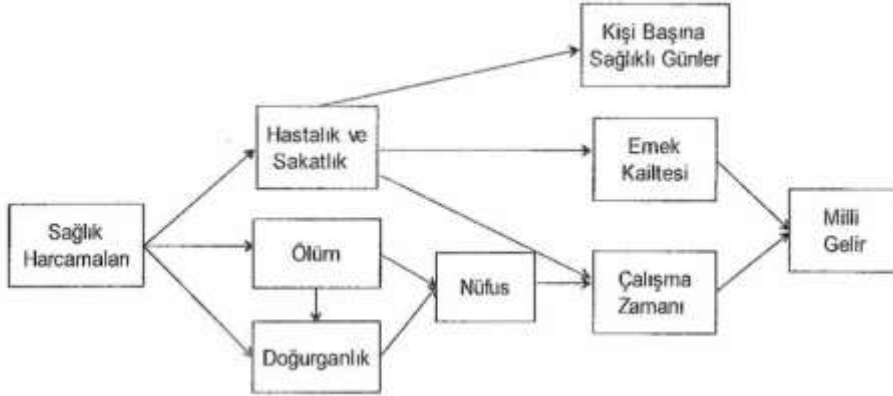 Kişi Başına
Sağlıklı Günler
Hastalık ve
Sakatlık
Emek
Kailtesi
Sağlık
Harcamaları
Ölüm
Nüfus
Çalışma
Zamanı
Milli
Gelir
Doğurganlık